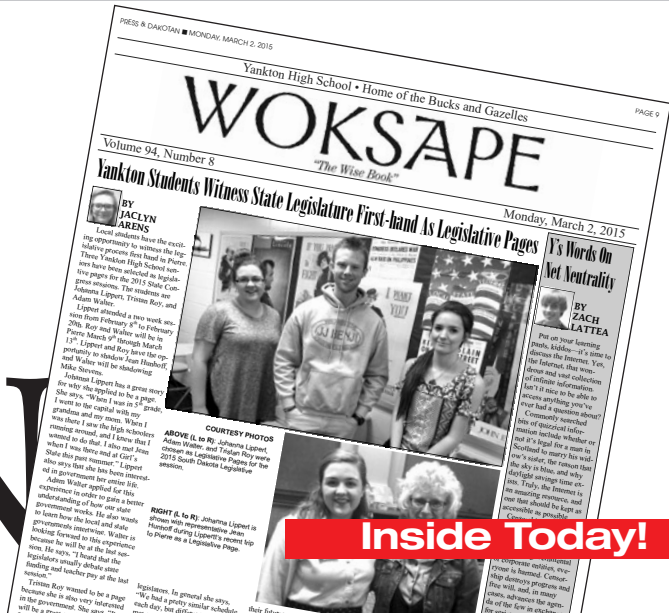 PRESS & DAKOTAN ■ MONDAY, MARCH 2, 2015
PAGE 9
Yankton High School • Home of the Bucks and Gazelles
WOKSAPE
"The Wise Book"
Volume 94, Number 8
Monday, March 2, 2015
Yankton Students Witness State Legislature First-hand As Legislative Pages
BY
JACLYN
ARENS
Local students have the excit-
ing opportunity to witness the leg-
islative process first hand in Pierre.
Three Yankton High School sen-
iors have been selected as legisla-
tive pages for the 2015 State Con-
gress sessions. The students are
Johanna Lippert, Tristan Roy, and
Adam Walter.
Lippert attended a two week ses-
sion from February 8th to February
20th. Roy and Walter will be in
Pierre March 9th through March
13th. Lippert and Roy have the op-
portunity to shadow Jean Hunhoff,
and Walter will be shadowing
Mike Stevens.
Johanna Lippert has a great story
for why she applied to be a page.
She says, "When I was in 5th grade,
I went to the capital with my
grandma and my mom. When I
was there I saw the high schoolers
running around, and I knew that I
wanted to do that. I also met Jean
when I was there and at Girl's
State this past summer." Lippert
also says that she has been interest-
ed in government her entire life.
Adam Walter applied for this
experience in order to gain a better
understanding of how our state
government works. He also wants
to learn how the local and state
governments intertwine. Walter is
looking forward to this experience
because he will be at the last ses-
sion. He says, "I heard that the
legislators usually debate state
funding and teacher pay at the last
session."
Tristan Roy wanted to be a page
because she is also very interested
in the government. She says,
COURTESY PHOTOS
ABOVE (L to R): Johanna Lippert,
Adam Walter, and Tristan Roy were
chosen as Legislative Pages for the
2015 South Dakota Legislative
session.
RIGHT (L to R): Johanna Lippert is
shown with representative Jean
Hunhoff during Lippert's recent trip
to Pierre as a Legislative Page.
legislators. In general she says,
"We had a pretty similar schedule
each day, but
their
Y's Words On
Net Neutrality
BY
ZACH
LATTEA
Put on your learning
pants, kiddos—it's time to
discuss the Internet. Yes,
the Internet, that won-
drous and vast collection
of infinite information.
Isn't it nice to be able to
access anything you've
ever had a question about?
Commonly searched
bits of quizzical infor-
mation include whether or
not it's legal for a man in
Scotland to marry his wid-
ow's sister, the reason that
the sky is blue, and why
daylight savings time ex-
ists. Truly, the Internet is
an amazing resource, and
one that should be kept as
accessible as possible.
of corporate entities, eve-
ryone is harmed. Censor-
ship destroys progress and
free will, and, in many
cases, advances the agen-
da of the few in
Inside Today!